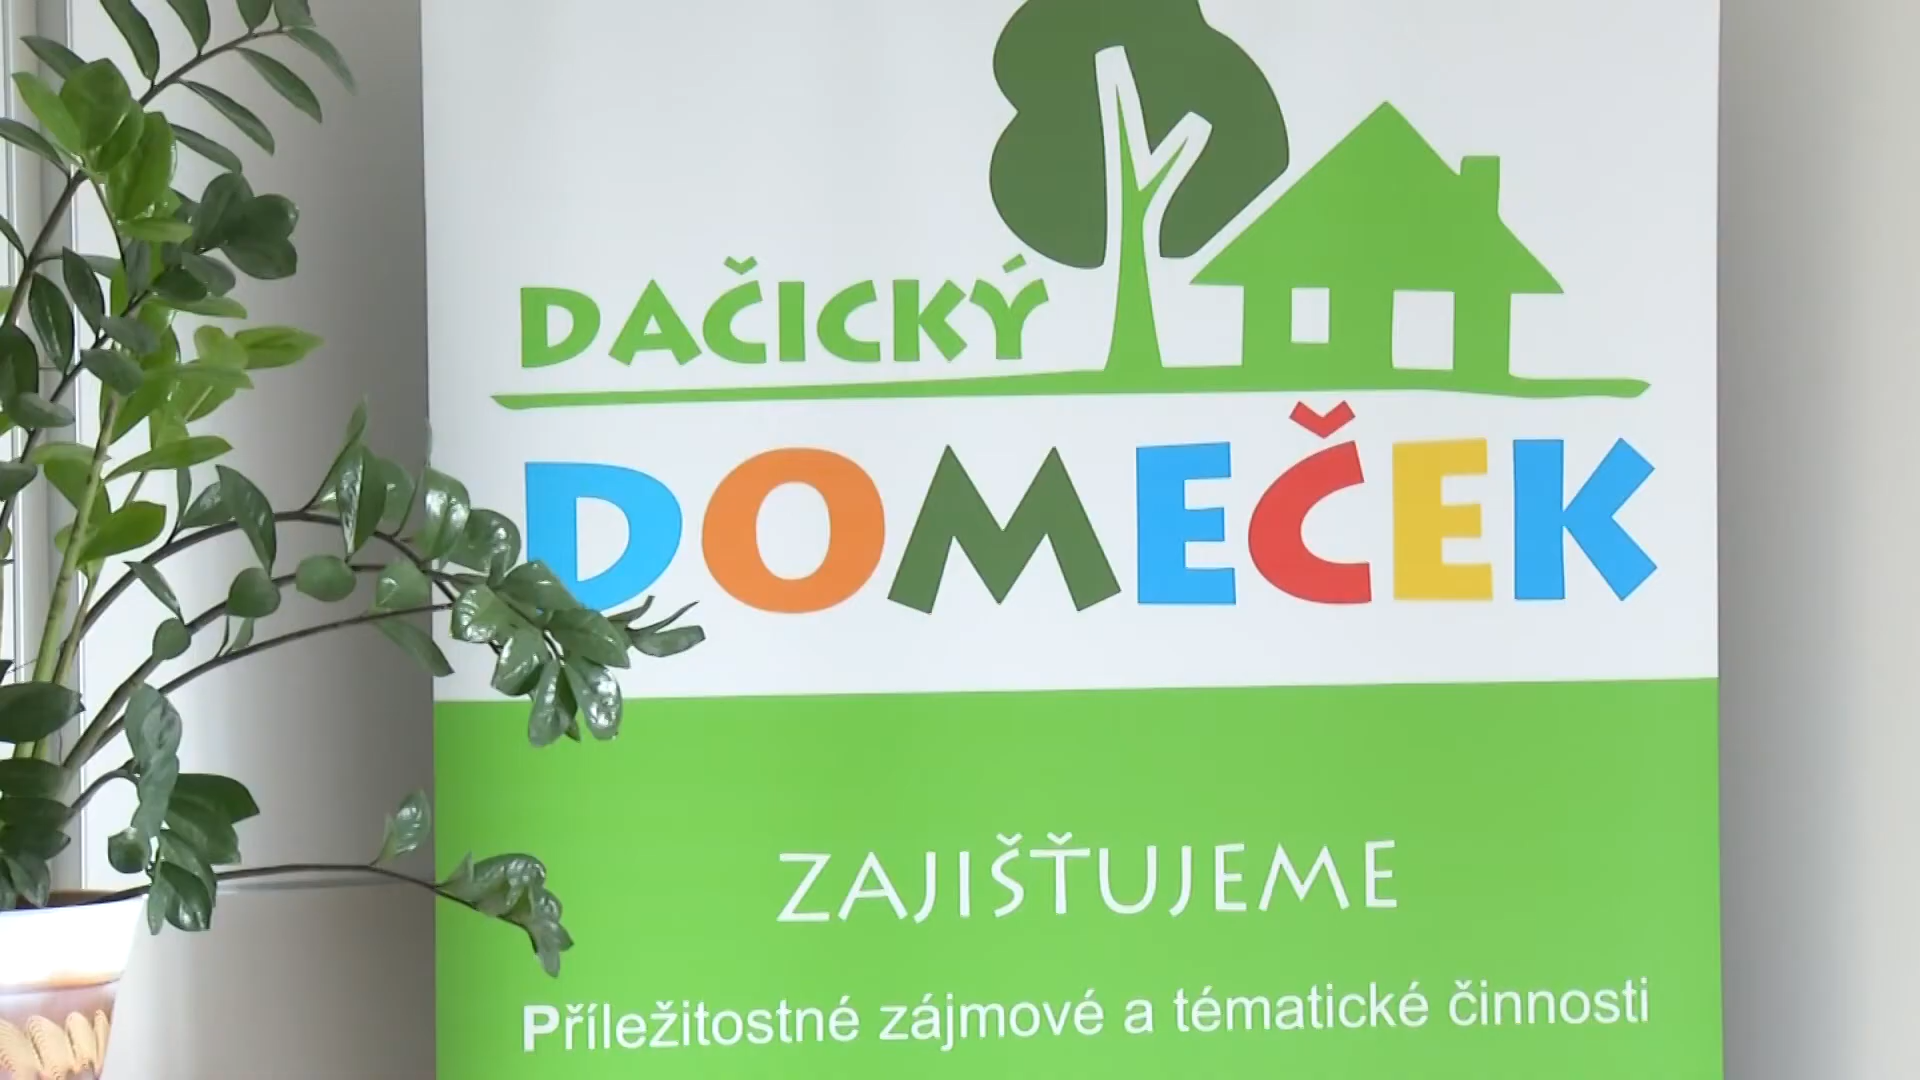 DAČICKÝ
DOMEČEK
ZAJIŠŤUJEME
Příležitostné zájmové a tématické činnosti